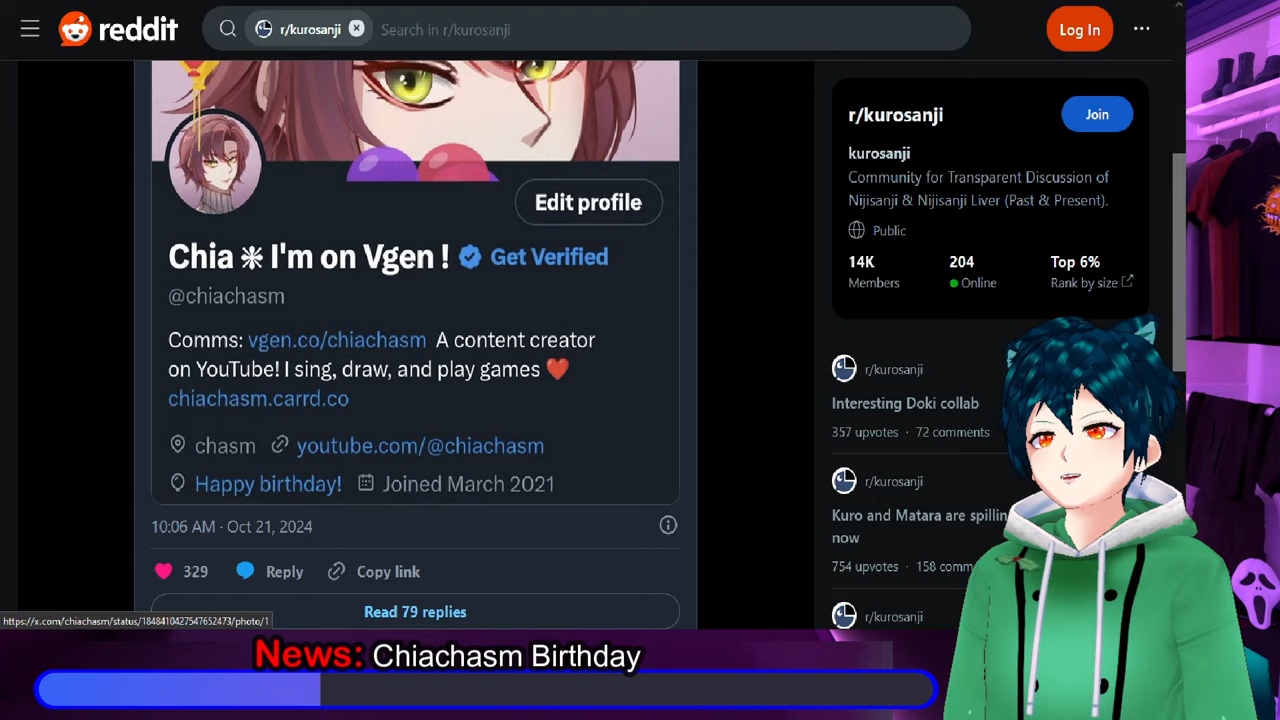 reddit
r/kurosanji
Search in r/kurosanji
Log In
Edit profile
Chia ❊ I'm on Vgen ! Get Verified
@chiachasm
Comms: vgen.co/chiachasm A content creator
on YouTube! I sing, draw, and play games ❤️
chiachasm.carrd.co
chasm youtube.com/@chiachasm
Happy birthday! Joined March 2021
10:06 AM · Oct 21, 2024
329 Reply Copy link
Read 79 replies
https://x.com/chiachasm/status/1848410427547652473/photo/1
r/kurosanji
Join
kurosanji
Community for Transparent Discussion of
Nijisanji & Nijisanji Liver (Past & Present).
Public
14K 204 Top 6%
Members Online Rank by size
r/kurosanji
Interesting Doki collab
357 upvotes · 72 comments
r/kurosanji
Kuro and Matara are spilling
now
754 upvotes · 158 comm
r/kurosanji
News: Chiachasm Birthday